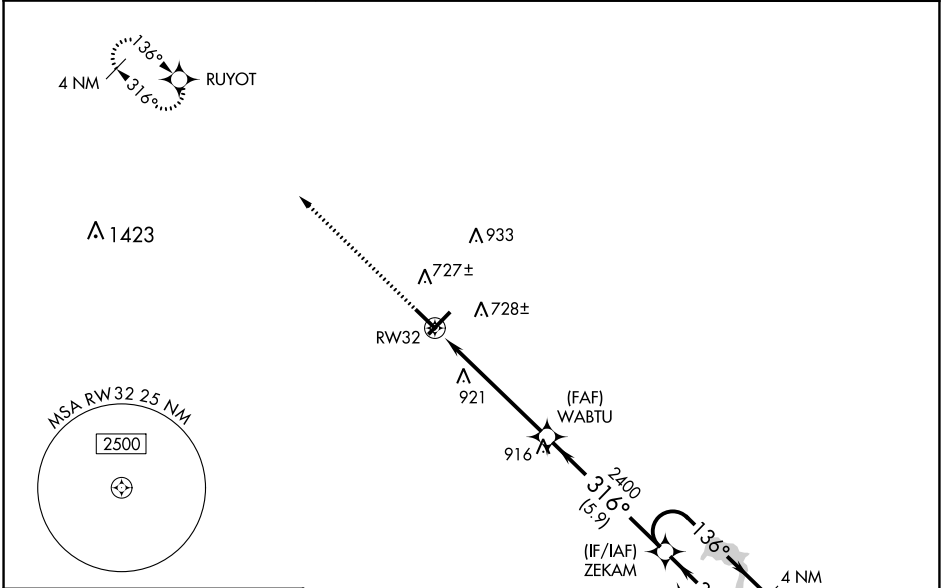 136°
4 NM
316°
RUYOT
1423
933
727±
728±
RW32
921
MSA RW32 25 NM
2500
(FAF)
WABTU
916
2400
316°
(5.9)
136°
(IF/IAF)
ZEKAM
4 NM